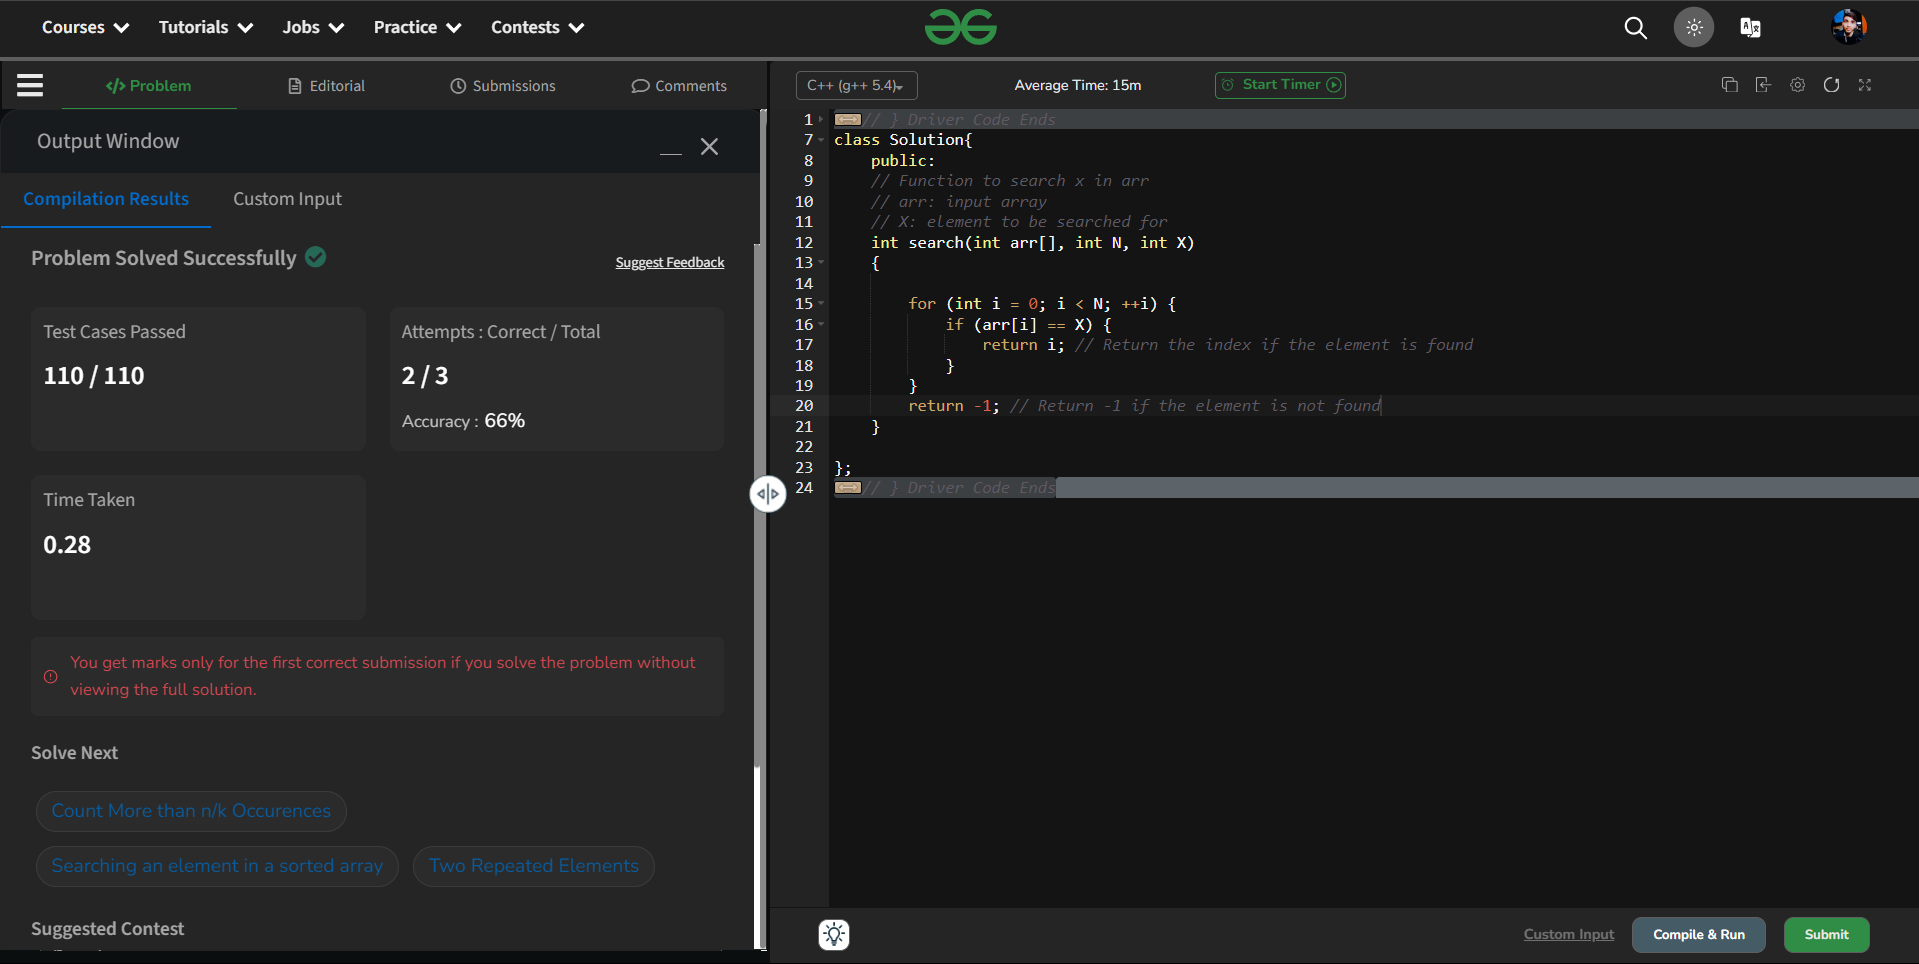 Courses
Tutorials
Jobs
Practice
Contests
Problem
Editorial
Submissions
Comments
Output Window
Compilation Results
Custom Input
Problem Solved Successfully
Suggest Feedback
Test Cases Passed
110 / 110
Attempts : Correct / Total
2 / 3
Accuracy : 66%
Time Taken
0.28
You get marks only for the first correct submission if you solve the problem without
viewing the full solution.
Solve Next
Count More than n/k Occurences
Searching an element in a sorted array
Two Repeated Elements
Suggested Contest
C++ (g++ 5.4)
Average Time: 15m
Start Timer
1 // } Driver Code Ends
7 class Solution{
8 public:
9 // Function to search x in arr
10 // arr: input array
11 // X: element to be searched for
12 int search(int arr[], int N, int X)
13 {
14
15 for (int i = 0; i < N; ++i) {
16 if (arr[i] == X) {
17 return i; // Return the index if the element is found
18 }
19 }
20 return -1; // Return -1 if the element is not found
21 }
22
23 };
24 // } Driver Code Ends
Custom Input
Compile & Run
Submit